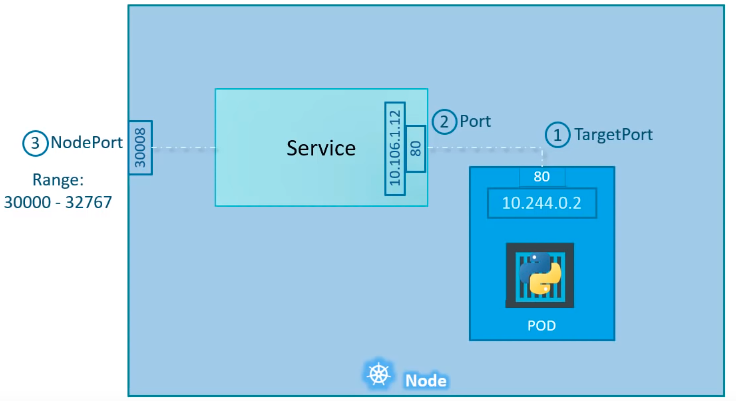 3 NodePort
Range:
30000 - 32767
30008
Service
10.106.1.12
80
2 Port
1 TargetPort
80
10.244.0.2
POD
Node